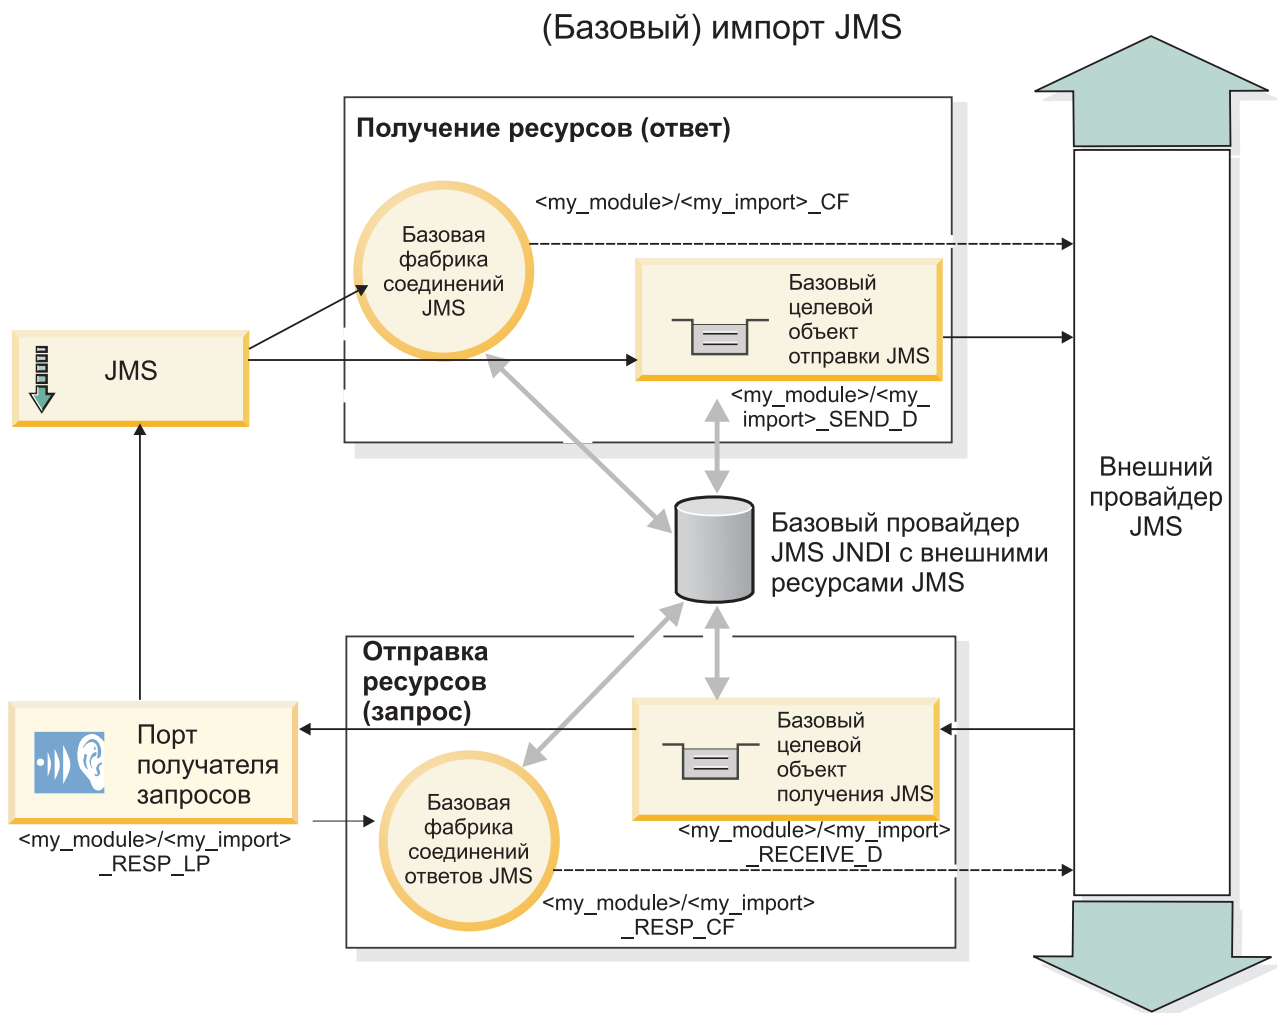 (Базовый) импорт JMS
Получение ресурсов (ответ)
<my_module>/<my_import>_CF
Базовая
фабрика
соединений
JMS
Базовый
целевой
объект
отправки JMS
JMS
<my_module>/<my_
import>_SEND_D
Внешний
провайдер
JMS
Базовый провайдер
JMS JNDI с внешними
ресурсами JMS
Отправка
ресурсов
(запрос)
Базовый
целевой
объект
получения JMS
Порт
получателя
запросов
<my_module>/<my_import>
_RESP_LP
Базовая
фабрика
соединений
ответов JMS
<my_module>/<my_import>
_RECEIVE_D
<my_module>/<my_import>
_RESP_CF